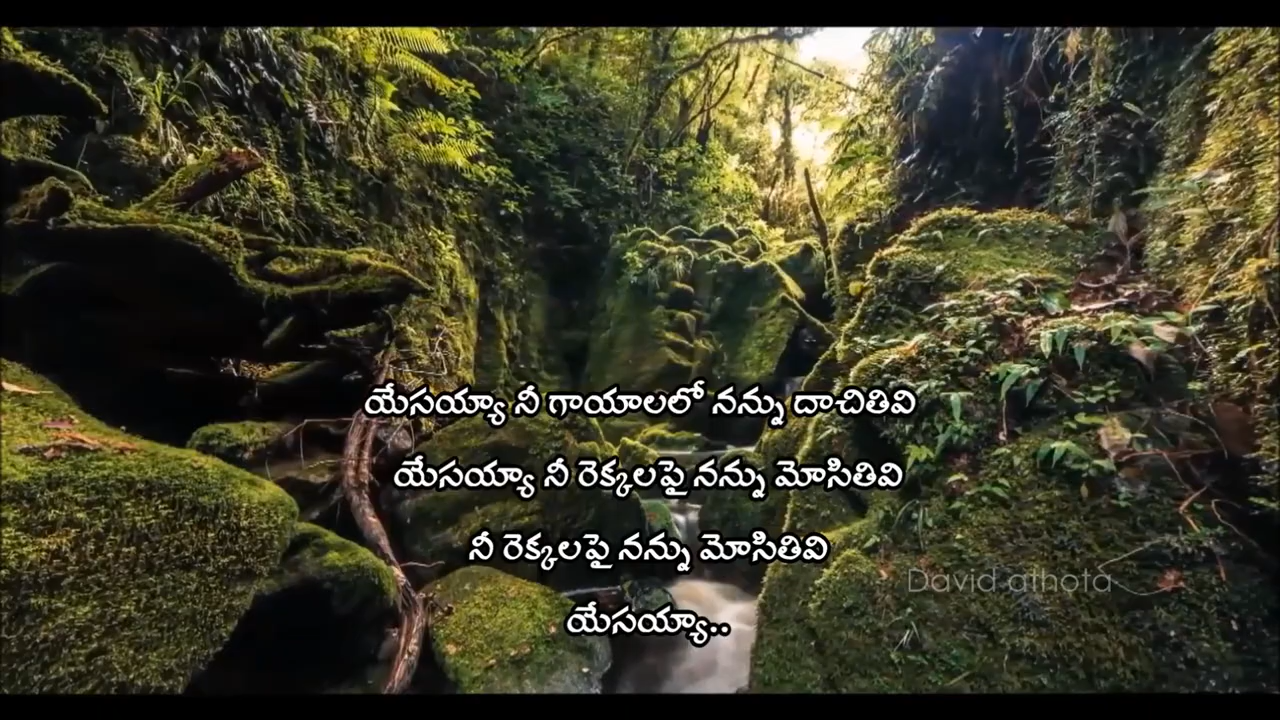 యేసయ్యా నీ గాయాలలో నన్ను దాచితివి
యేసయ్యా నీ రెక్కలపై నన్ను మోసితివి
నీ రెక్కలపై నన్ను మోసితివి
David athota
యేసయ్యా..